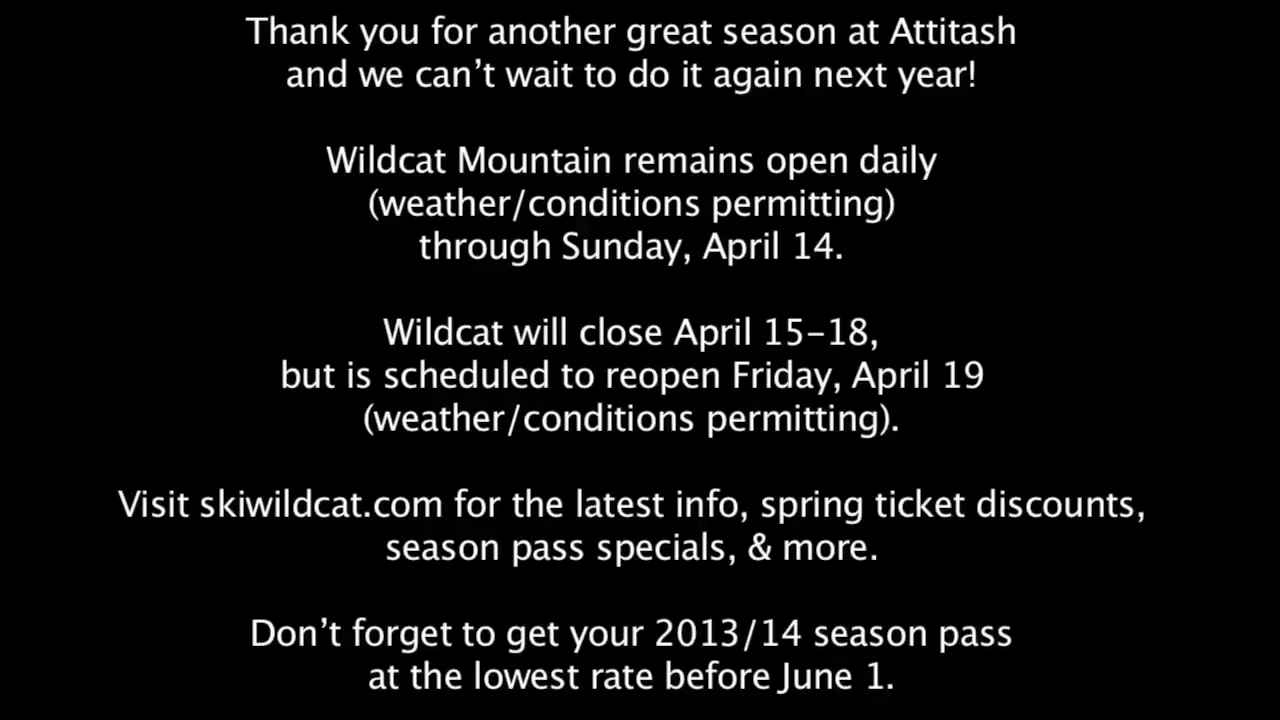 Thank you for another great season at Attitash
and we can’t wait to do it again next year!
Wildcat Mountain remains open daily
(weather/conditions permitting)
through Sunday, April 14.
Wildcat will close April 15–18,
but is scheduled to reopen Friday, April 19
(weather/conditions permitting).
Visit skiwildcat.com for the latest info, spring ticket discounts,
season pass specials, & more.
Don’t forget to get your 2013/14 season pass
at the lowest rate before June 1.